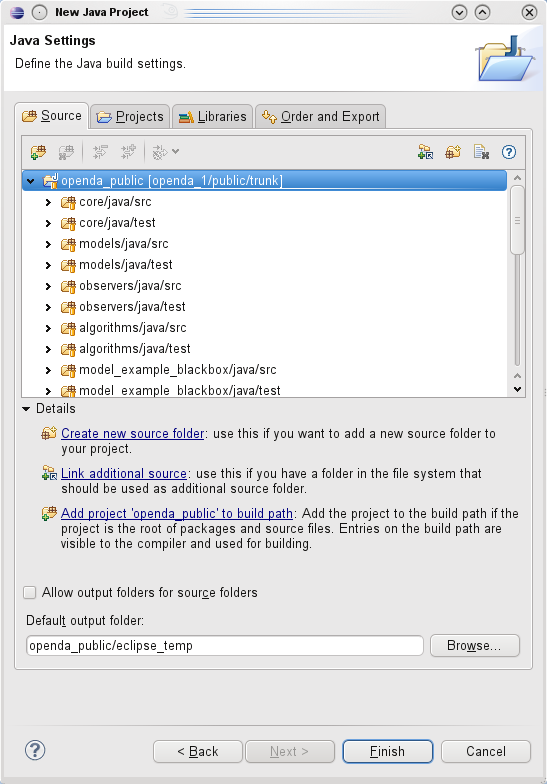 New Java Project
Java Settings
Define the Java build settings.
Source Projects Libraries Order and Export
openda_public [openda_1/public/trunk]
core/java/src
core/java/test
models/java/src
models/java/test
observers/java/src
observers/java/test
algorithms/java/src
algorithms/java/test
model_example_blackbox/java/src
model_example_blackbox/java/test
Details
Create new source folder: use this if you want to add a new source folder to
your project.
Link additional source: use this if you have a folder in the file system that
should be used as additional source folder.
Add project 'openda_public' to build path: Add the project to the build path if the
project is the root of packages and source files. Entries on the build path are
visible to the compiler and used for building.
Allow output folders for source folders
Default output folder:
openda_public/eclipse_temp
Browse...
< Back Next > Finish Cancel